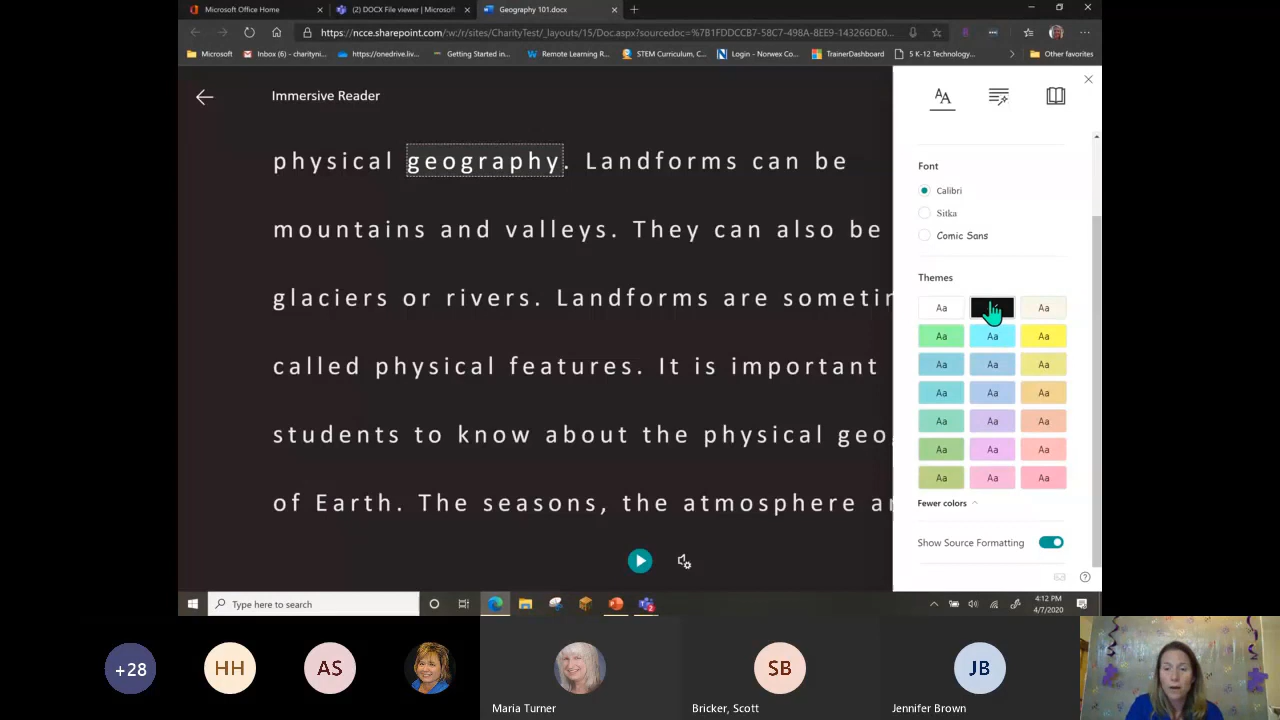 Microsoft Office Home
(2) DOCX File viewer | Microsof
Geography 101.docx
https://ncce.sharepoint.com/:w:/r/sites/CharityTest/_layouts/15/Doc.aspx?sourcedoc=%7B1FDDCCB7-58C7-498A-8EE9-143266DE0...
Microsoft
Inbox (6) - charityni...
https://onedrive.liv...
Getting Started in...
Remote Learning R...
STEM Curriculum, C...
Login - Norwex Co...
TrainerDashboard
5 K-12 Technology...
Other favorites
Immersive Reader
physical geography. Landforms can be
mountains and valleys. They can also be
glaciers or rivers. Landforms are sometin
called physical features. It is important
students to know about the physical geo
of Earth. The seasons, the atmosphere an
Font
Calibri
Sitka
Comic Sans
Themes
Aa Aa
Aa Aa Aa
Aa Aa Aa
Aa Aa Aa
Aa Aa Aa
Aa Aa Aa
Aa Aa Aa
Fewer colors
Show Source Formatting
Type here to search
4:12 PM
4/7/2020
+28
HH
AS
SB
JB
Maria Turner
Bricker, Scott
Jennifer Brown